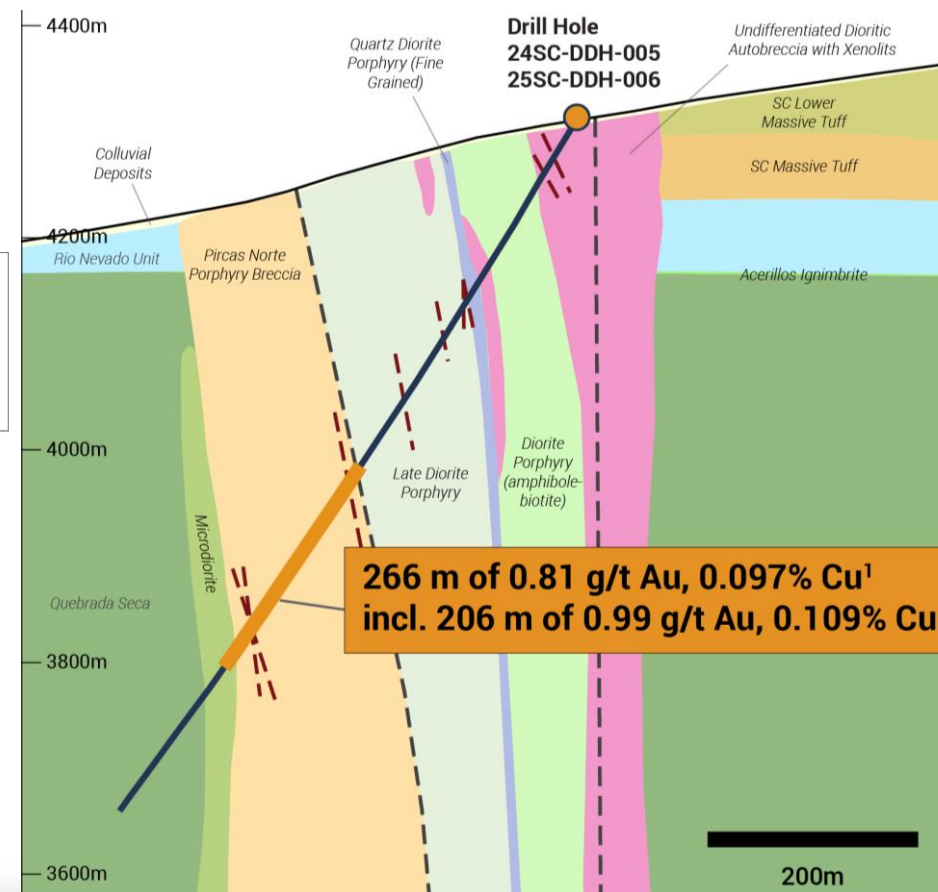 4400m
Quartz Diorite
Porphyry (Fine
Grained)
Drill Hole
24SC-DDH-005
25SC-DDH-006
Undifferentiated Dioritic
Autobreccia with Xenolits
SC Lower
Massive Tuff
Colluvial
Deposits
SC Massive Tuff
4200m
Rio Nevado Unit
Pircas Norte
Porphyry Breccia
Acerillos Ignimbrite
4000m
Late Diorite
Porphyry
Diorite
Porphyry
(amphibole-
biotite)
Microdiorite
266 m of 0.81 g/t Au, 0.097% Cu¹
incl. 206 m of 0.99 g/t Au, 0.109% Cu
Quebrada Seca
3800m
3600m
200m